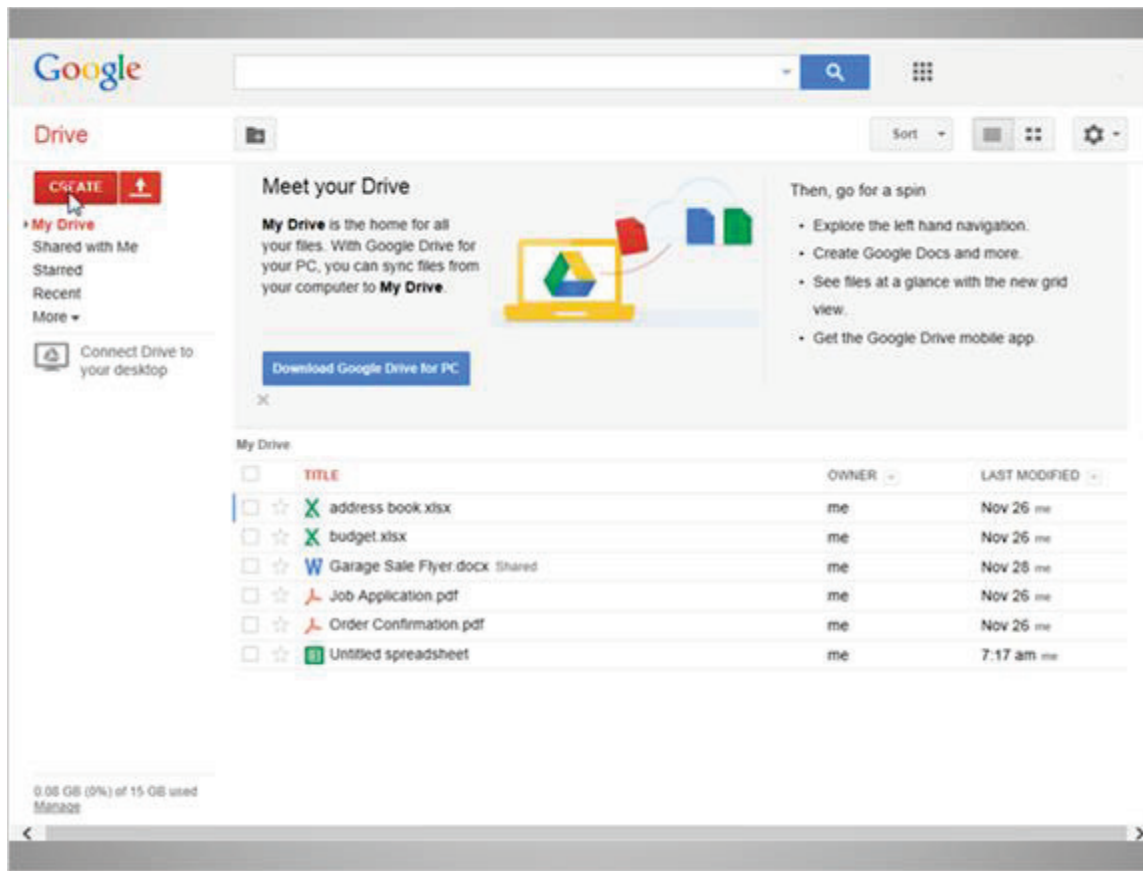 Google
Drive
Sort
CREATE
My Drive
Shared with Me
Starred
Recent
More
Connect Drive to
your desktop
Meet your Drive
My Drive is the home for all
your files. With Google Drive for
your PC, you can sync files from
your computer to My Drive.
Download Google Drive for PC
Then, go for a spin
• Explore the left hand navigation.
• Create Google Docs and more.
• See files at a glance with the new grid
view.
• Get the Google Drive mobile app.
My Drive
TITLE OWNER LAST MODIFIED
address book.xlsx me Nov 26 me
budget.xlsx me Nov 26 me
Garage Sale Flyer.docx Shared me Nov 28 me
Job Application.pdf me Nov 26 me
Order Confirmation.pdf me Nov 26 me
Untitled spreadsheet me 7:17 am me
0.08 GB (0%) of 15 GB used
Manage